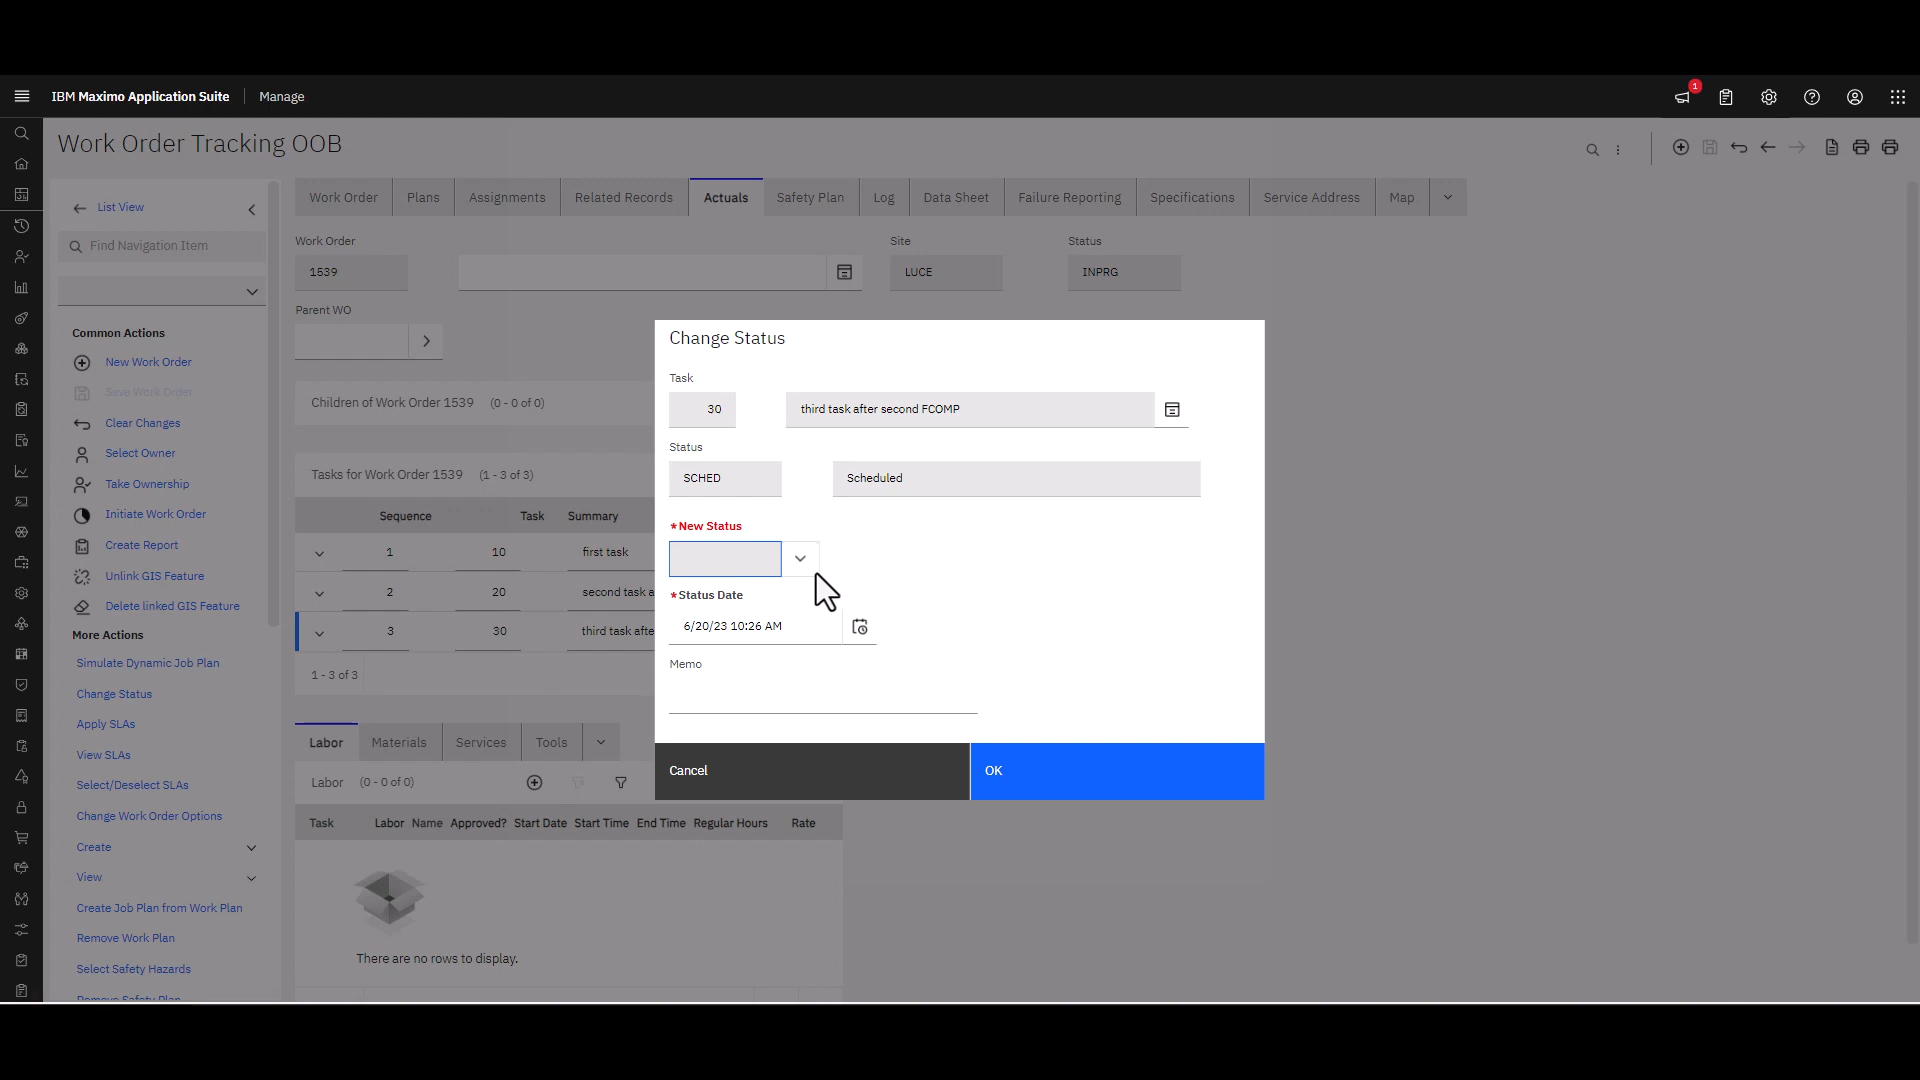 IBM Maximo Application Suite Manage 1
Work Order Tracking OOB
List View
Find Navigation Item
Common Actions
New Work Order
Save Work Order
Clear Changes
Select Owner
Take Ownership
Initiate Work Order
Create Report
Unlink GIS Feature
Delete linked GIS Feature
More Actions
Simulate Dynamic Job Plan
Change Status
Apply SLAs
View SLAs
Select/Deselect SLAs
Change Work Order Options
Create
View
Create Job Plan from Work Plan
Remove Work Plan
Select Safety Hazards
Remove Safety Plan
Work Order Plans Assignments Related Records Actuals Safety Plan Log Data Sheet Failure Reporting Specifications Service Address Map
Work Order Site Status
1539 LUCE INPRG
Parent WO
Children of Work Order 1539 (0 - 0 of 0)
Tasks for Work Order 1539 (1 - 3 of 3)
Sequence Task Summary
1 10 first task
2 20 second task a
3 30 third task afte
1 - 3 of 3
Labor Materials Services Tools
Labor (0 - 0 of 0)
Task Labor Name Approved? Start Date Start Time End Time Regular Hours Rate
There are no rows to display.
Change Status
Task
30 third task after second FCOMP
Status
SCHED Scheduled
*New Status
*Status Date
6/20/23 10:26 AM
Memo
Cancel OK